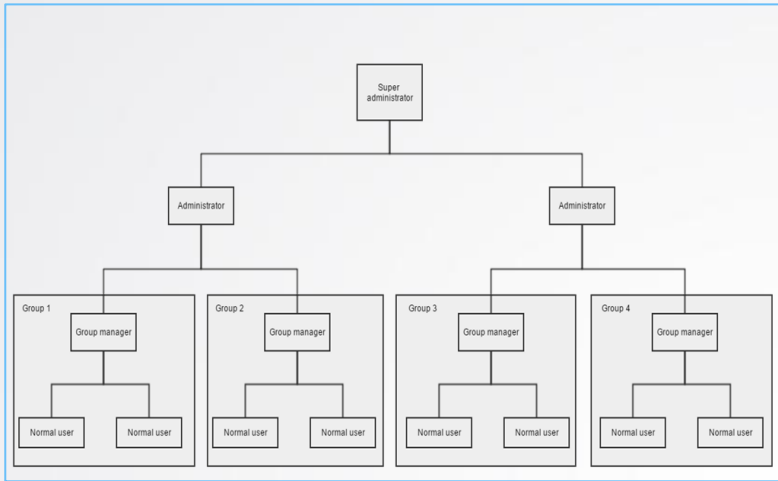 Super
administrator
Administrator
Administrator
Group 1
Group 2
Group 3
Group 4
Group manager
Group manager
Group manager
Group manager
Normal user
Normal user
Normal user
Normal user
Normal user
Normal user
Normal user
Normal user